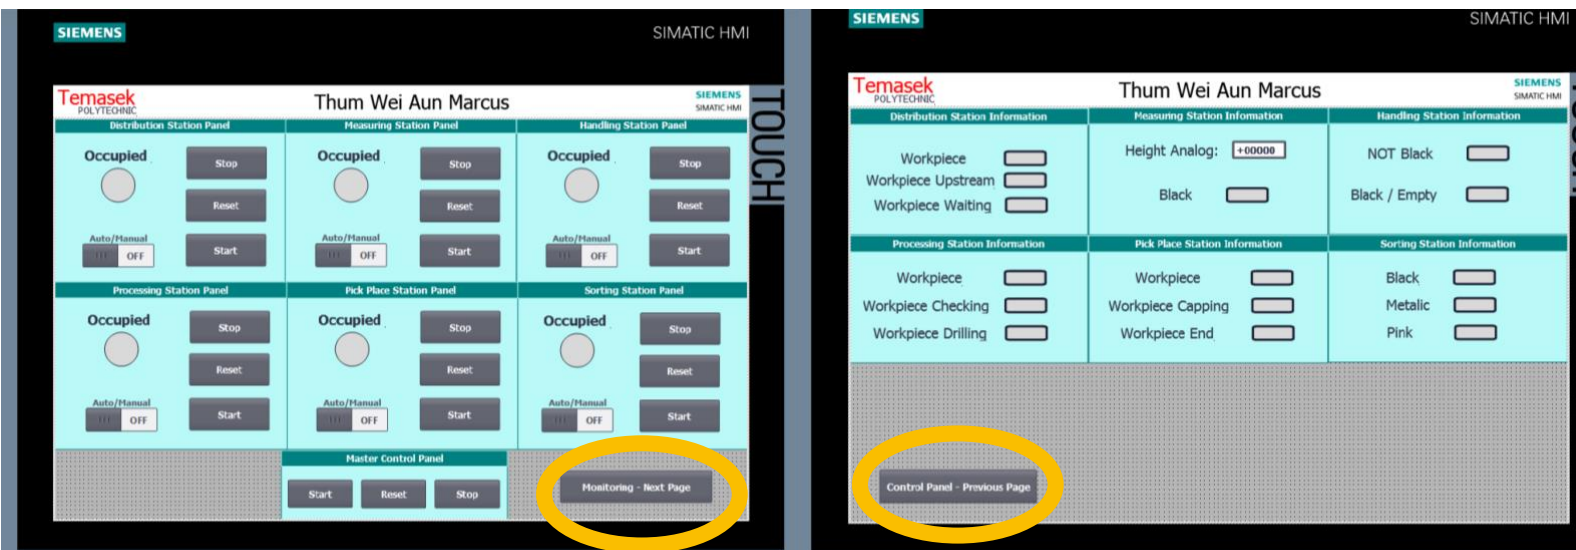 SIEMENS
SIMATIC HMI
TOUCH
Temasek
POLYTECHNIC
Thum Wei Aun Marcus
SIEMENS
SIMATIC HMI
Distribution Station Panel
Occupied
Stop
Reset
Auto/Manual
OFF
Start
Measuring Station Panel
Occupied
Stop
Reset
Auto/Manual
OFF
Start
Handling Station Panel
Occupied
Stop
Reset
Auto/Manual
OFF
Start
Processing Station Panel
Occupied
Stop
Reset
Auto/Manual
OFF
Start
Pick Place Station Panel
Occupied
Stop
Reset
Auto/Manual
OFF
Start
Sorting Station Panel
Occupied
Stop
Reset
Auto/Manual
OFF
Start
Master Control Panel
Start Reset Stop
Monitoring - Next Page
SIEMENS
SIMATIC HMI
Temasek
POLYTECHNIC
Thum Wei Aun Marcus
SIEMENS
SIMATIC HMI
Distribution Station Information
Workpiece
Workpiece Upstream
Workpiece Waiting
Measuring Station Information
Height Analog: +00000
Black
Handling Station Information
NOT Black
Black / Empty
Processing Station Information
Workpiece
Workpiece Checking
Workpiece Drilling
Pick Place Station Information
Workpiece
Workpiece Capping
Workpiece End
Sorting Station Information
Black
Metalic
Pink
Control Panel - Previous Page